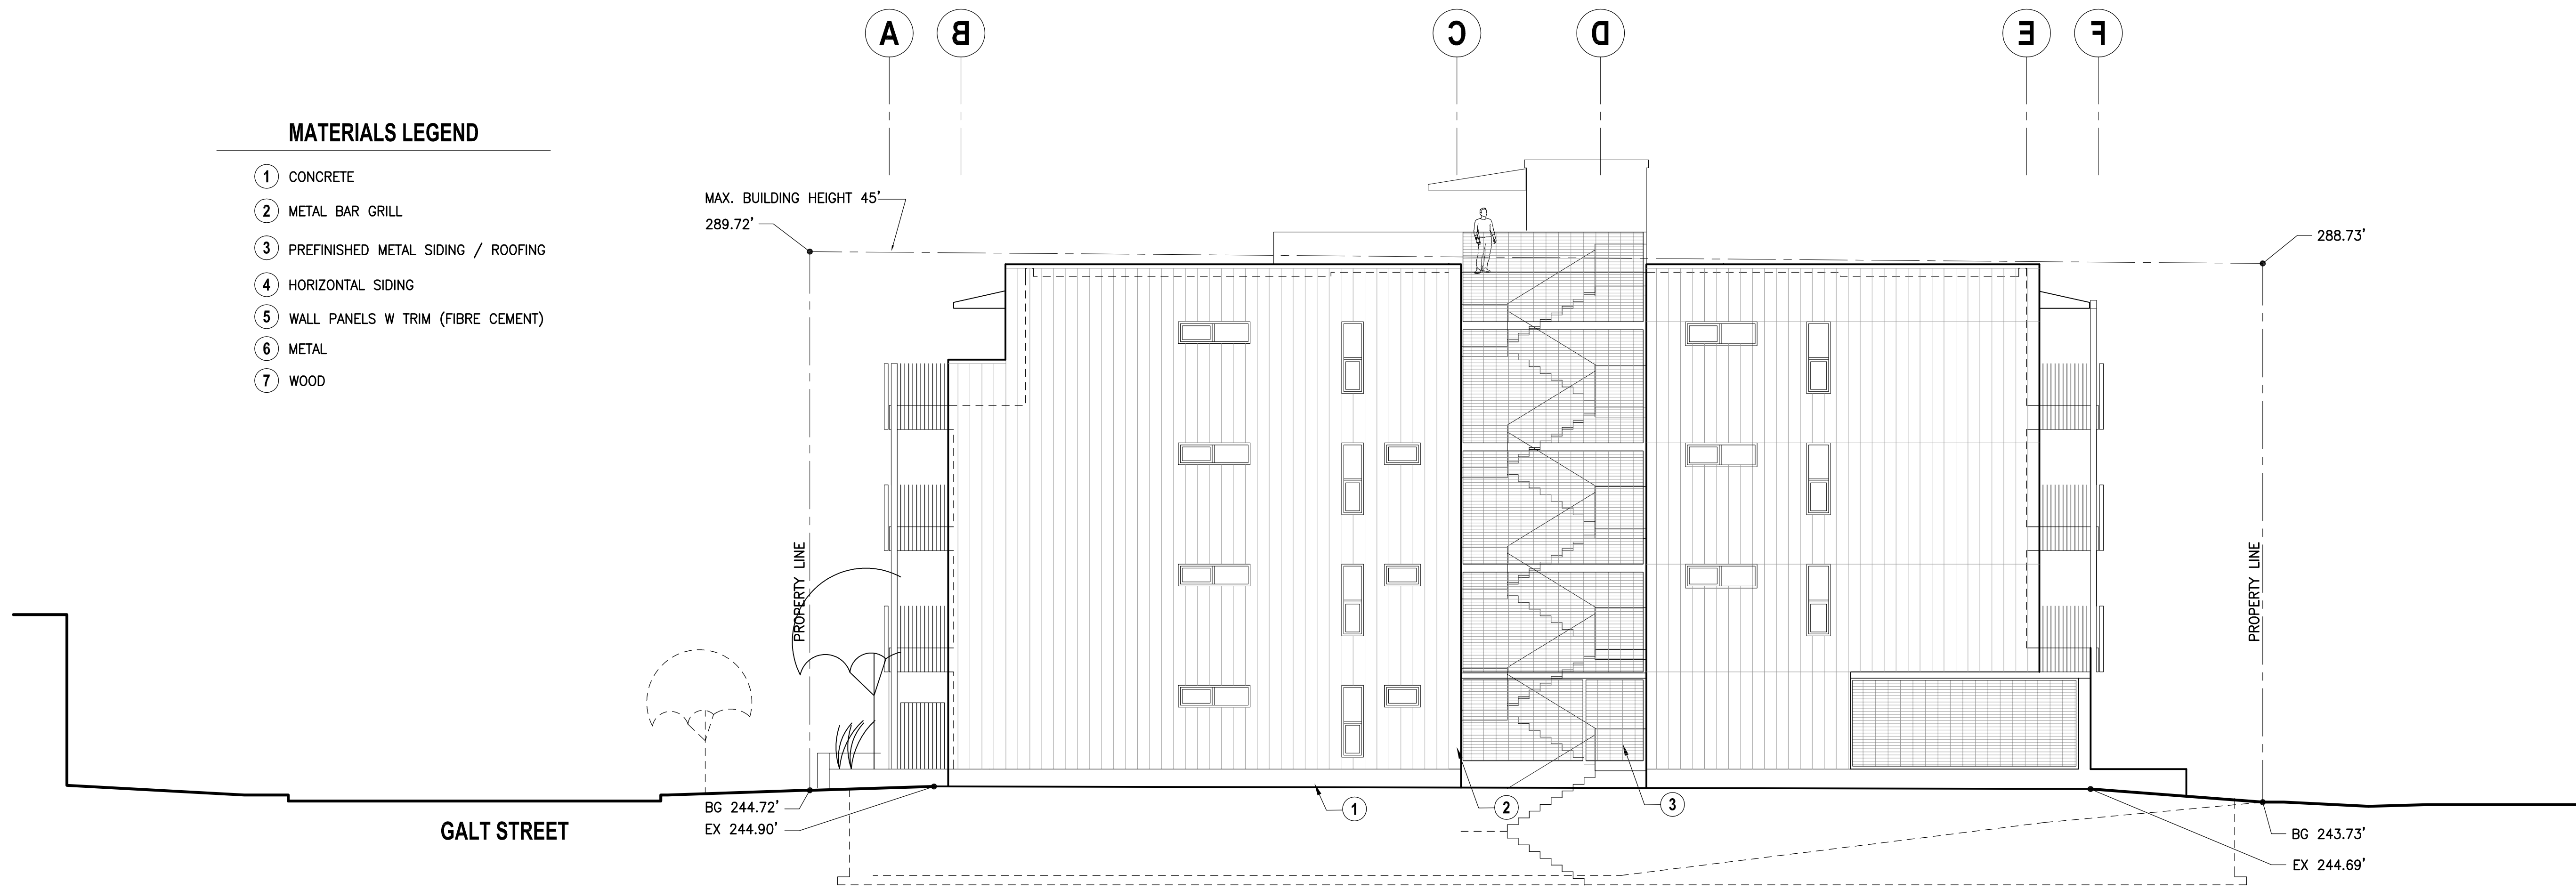 A B C D E F
MATERIALS LEGEND
1 CONCRETE
2 METAL BAR GRILL
3 PREFINISHED METAL SIDING / ROOFING
4 HORIZONTAL SIDING
5 WALL PANELS W TRIM (FIBRE CEMENT)
6 METAL
7 WOOD
MAX. BUILDING HEIGHT 45'
289.72'
288.73'
PROPERTY LINE
PROPERTY LINE
BG 244.72'
EX 244.90'
GALT STREET
1
2
3
BG 243.73'
EX 244.69'